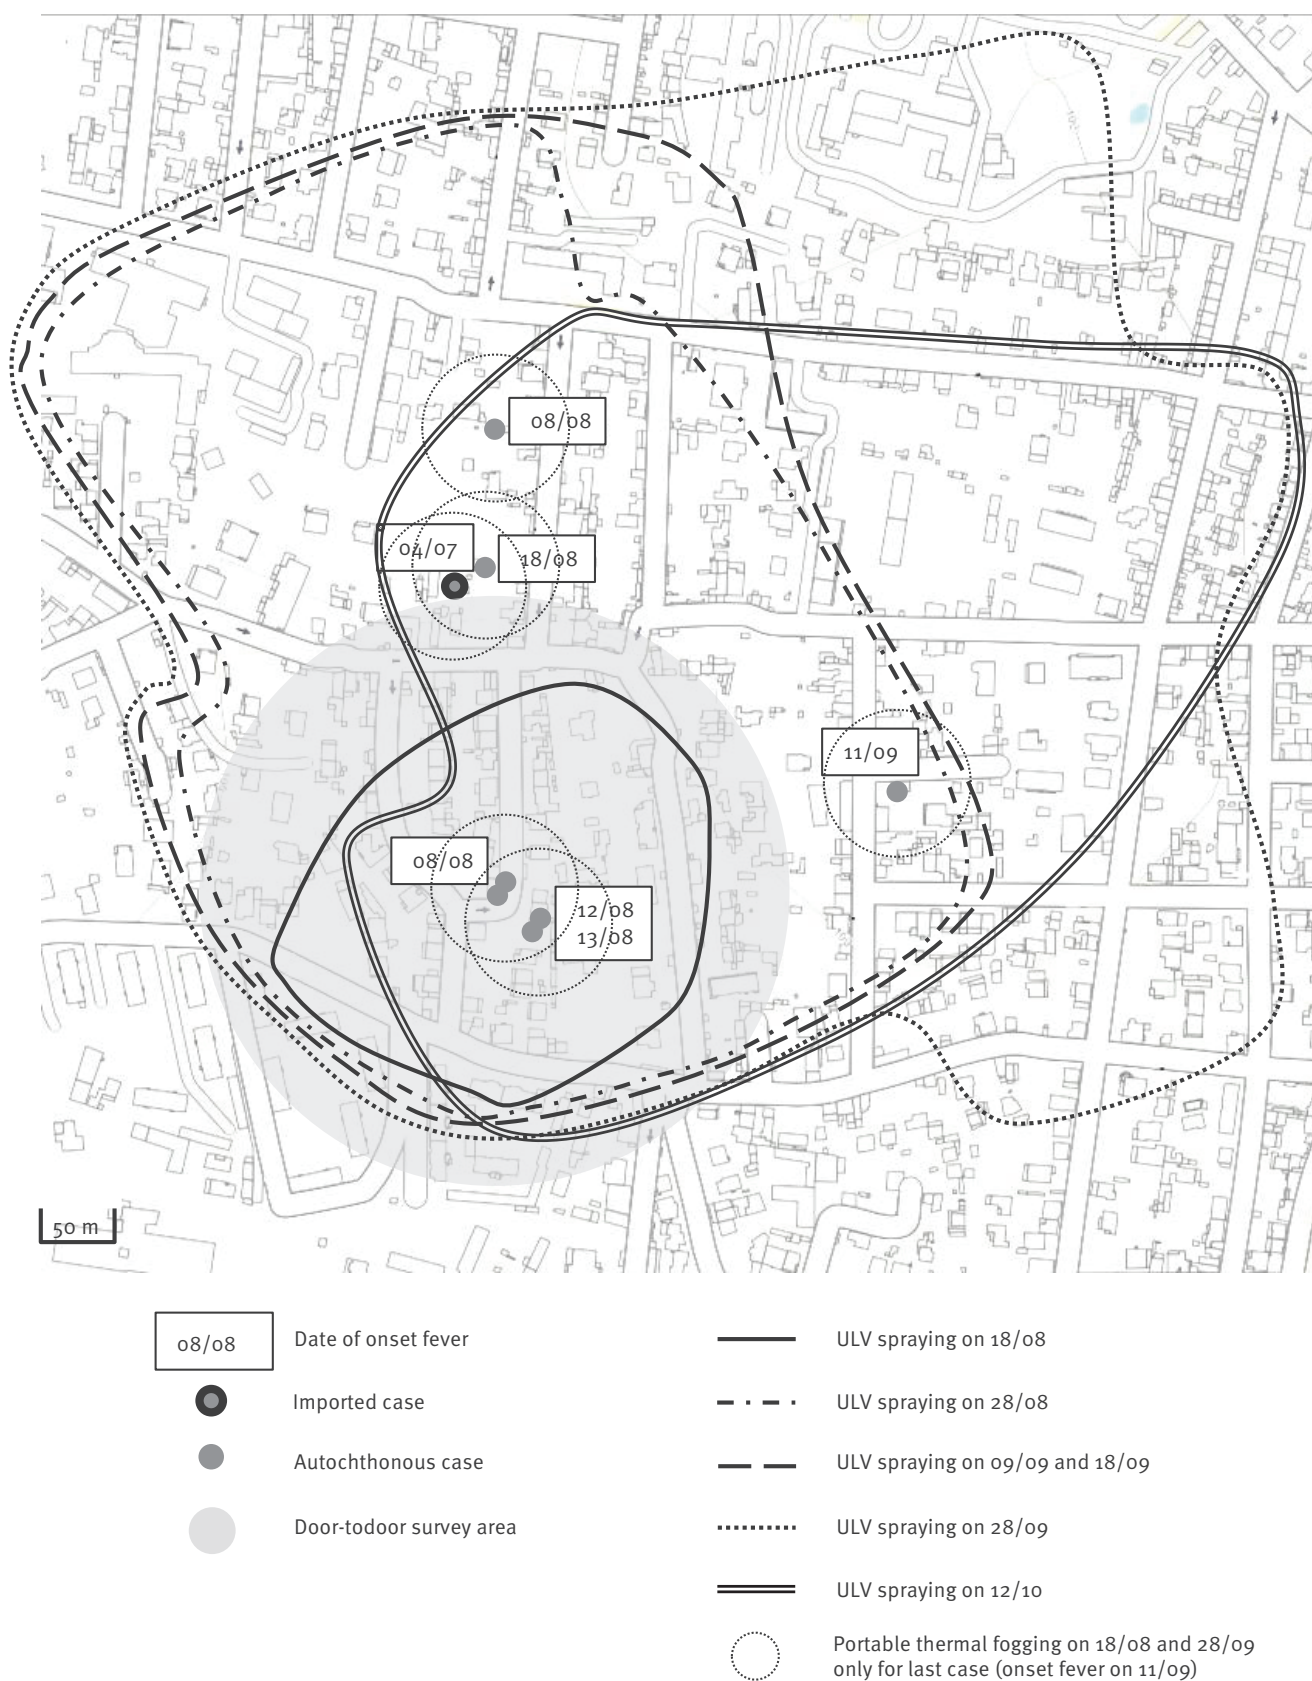 08/08
04/07
18/08
11/09
08/08
12/08
13/08
50 m
08/08
Date of onset fever
Imported case
Autochthonous case
Door-todoor survey area
ULV spraying on 18/08
ULV spraying on 28/08
ULV spraying on 09/09 and 18/09
ULV spraying on 28/09
ULV spraying on 12/10
Portable thermal fogging on 18/08 and 28/09
only for last case (onset fever on 11/09)